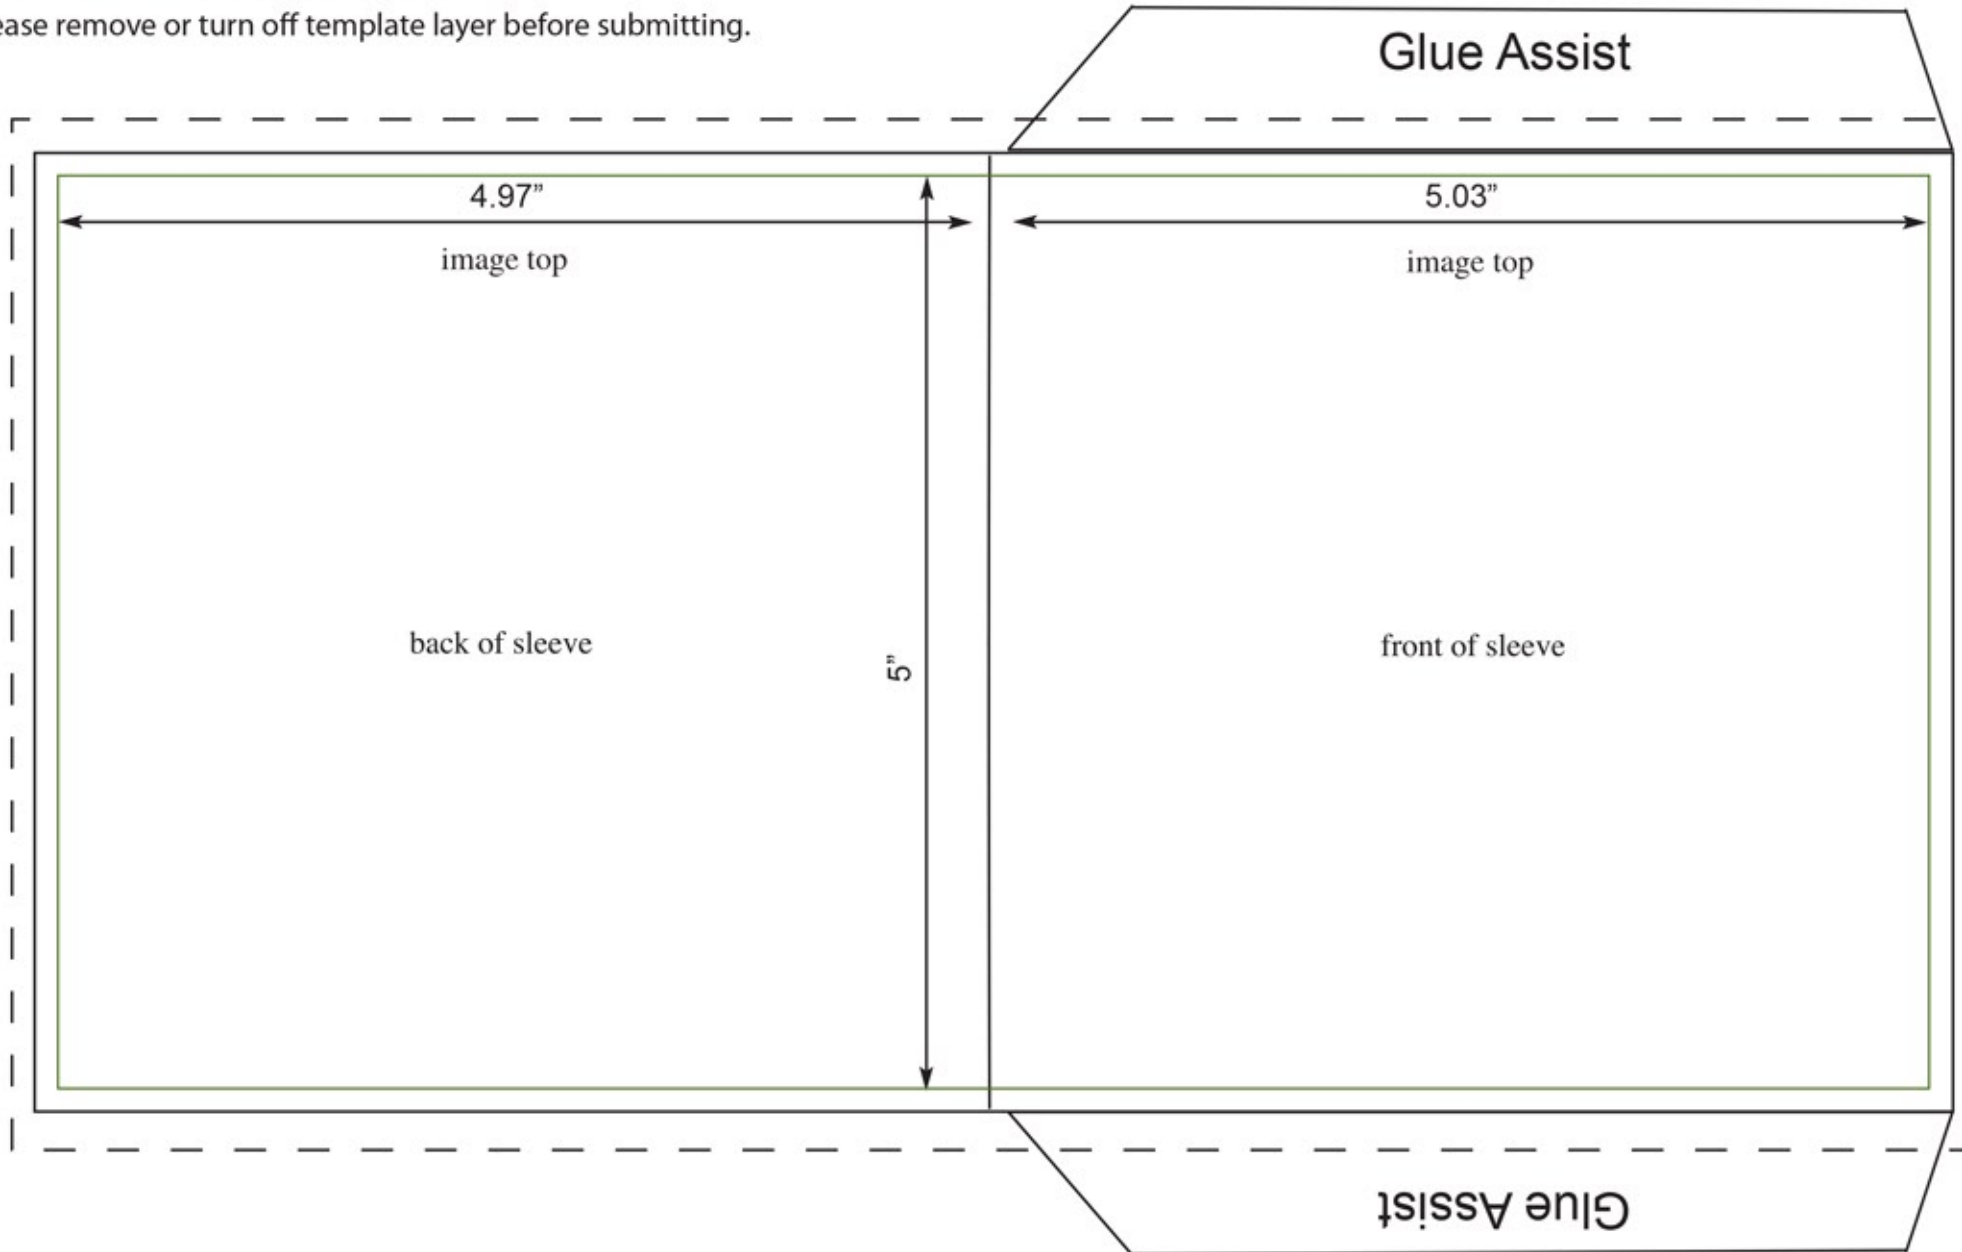 ease remove or turn off template layer before submitting.
Glue Assist
4.97”
5.03”
image top
image top
back of sleeve
5”
front of sleeve
Glue Assist